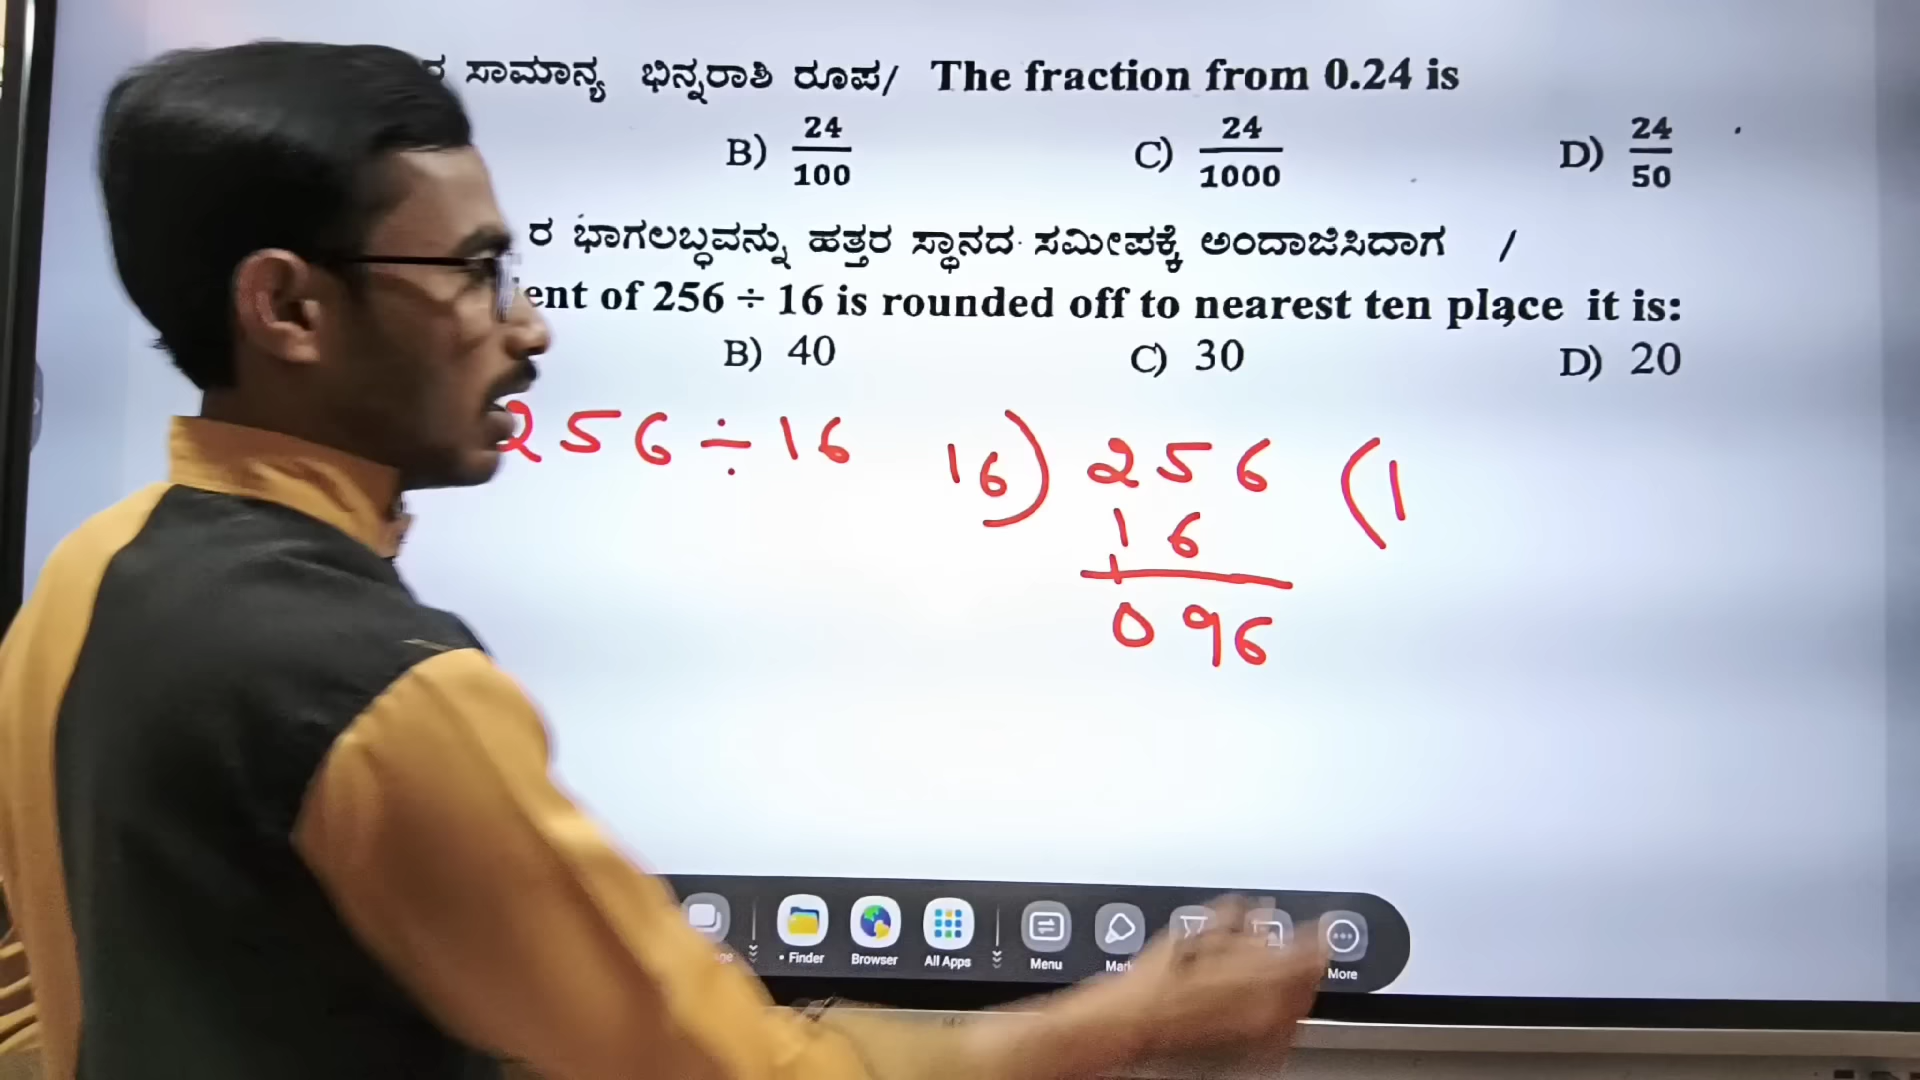 ಸಾಮಾನ್ಯ ಭಿನ್ನರಾಶಿ ರೂಪ/ The fraction from 0.24 is
B) 24/100 C) 24/1000 D) 24/50
ರ ಭಾಗಲಬ್ಧವನ್ನು ಹತ್ತರ ಸ್ಥಾನದ ಸಮೀಪಕ್ಕೆ ಅಂದಾಜಿಸಿದಾಗ /
ent of 256 ÷ 16 is rounded off to nearest ten place it is:
B) 40 C) 30 D) 20
256 ÷ 16 16) 256 (1
16
096
Finder Browser All Apps Menu More